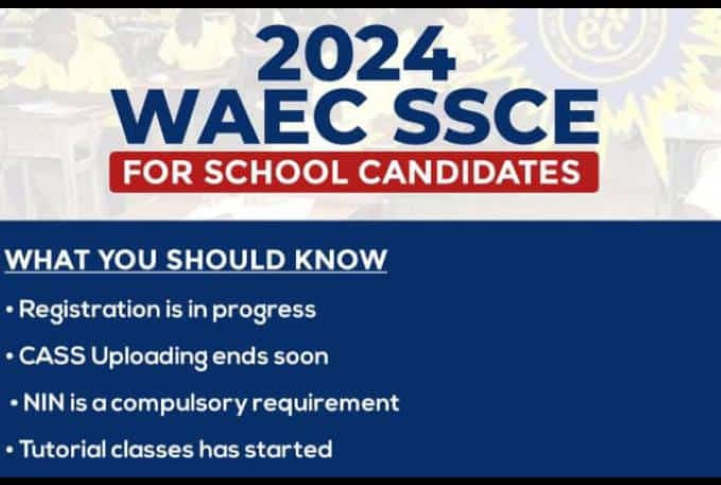 2024
WAEC SSCE
FOR SCHOOL CANDIDATES
WHAT YOU SHOULD KNOW
• Registration is in progress
• CASS Uploading ends soon
• NIN is a compulsory requirement
• Tutorial classes has started